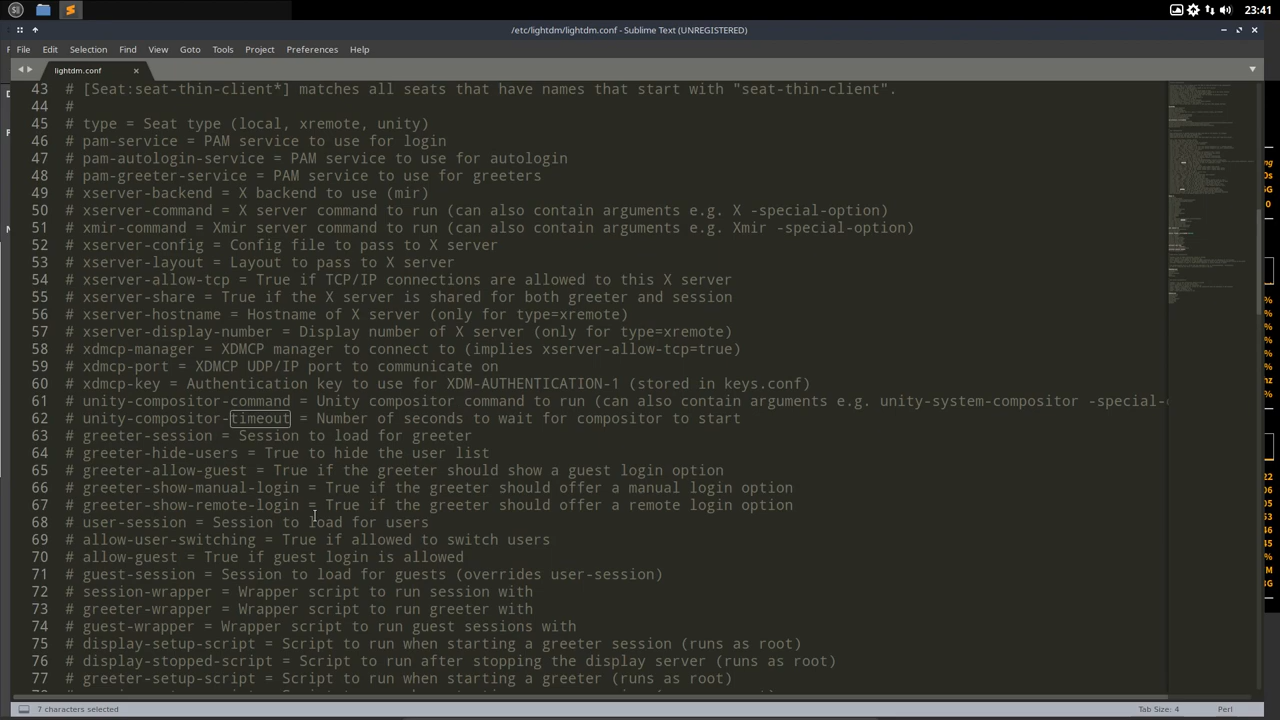 23:41
/etc/lightdm/lightdm.conf - Sublime Text (UNREGISTERED)
File Edit Selection Find View Goto Tools Project Preferences Help
lightdm.conf
43 # [Seat:seat-thin-client*] matches all seats that have names that start with "seat-thin-client".
44 #
45 # type = Seat type (local, xremote, unity)
46 # pam-service = PAM service to use for login
47 # pam-autologin-service = PAM service to use for autologin
48 # pam-greeter-service = PAM service to use for greeters
49 # xserver-backend = X backend to use (mir)
50 # xserver-command = X server command to run (can also contain arguments e.g. X -special-option)
51 # xmir-command = Xmir server command to run (can also contain arguments e.g. Xmir -special-option)
52 # xserver-config = Config file to pass to X server
53 # xserver-layout = Layout to pass to X server
54 # xserver-allow-tcp = True if TCP/IP connections are allowed to this X server
55 # xserver-share = True if the X server is shared for both greeter and session
56 # xserver-hostname = Hostname of X server (only for type=xremote)
57 # xserver-display-number = Display number of X server (only for type=xremote)
58 # xdmcp-manager = XDMCP manager to connect to (implies xserver-allow-tcp=true)
59 # xdmcp-port = XDMCP UDP/IP port to communicate on
60 # xdmcp-key = Authentication key to use for XDM-AUTHENTICATION-1 (stored in keys.conf)
61 # unity-compositor-command = Unity compositor command to run (can also contain arguments e.g. unity-system-compositor -special-
62 # unity-compositor-timeout = Number of seconds to wait for compositor to start
63 # greeter-session = Session to load for greeter
64 # greeter-hide-users = True to hide the user list
65 # greeter-allow-guest = True if the greeter should show a guest login option
66 # greeter-show-manual-login = True if the greeter should offer a manual login option
67 # greeter-show-remote-login = True if the greeter should offer a remote login option
68 # user-session = Session to load for users
69 # allow-user-switching = True if allowed to switch users
70 # allow-guest = True if guest login is allowed
71 # guest-session = Session to load for guests (overrides user-session)
72 # session-wrapper = Wrapper script to run session with
73 # greeter-wrapper = Wrapper script to run greeter with
74 # guest-wrapper = Wrapper script to run guest sessions with
75 # display-setup-script = Script to run when starting a greeter session (runs as root)
76 # display-stopped-script = Script to run after stopping the display server (runs as root)
77 # greeter-setup-script = Script to run when starting a greeter (runs as root)
7 characters selected
Tab Size: 4
Perl